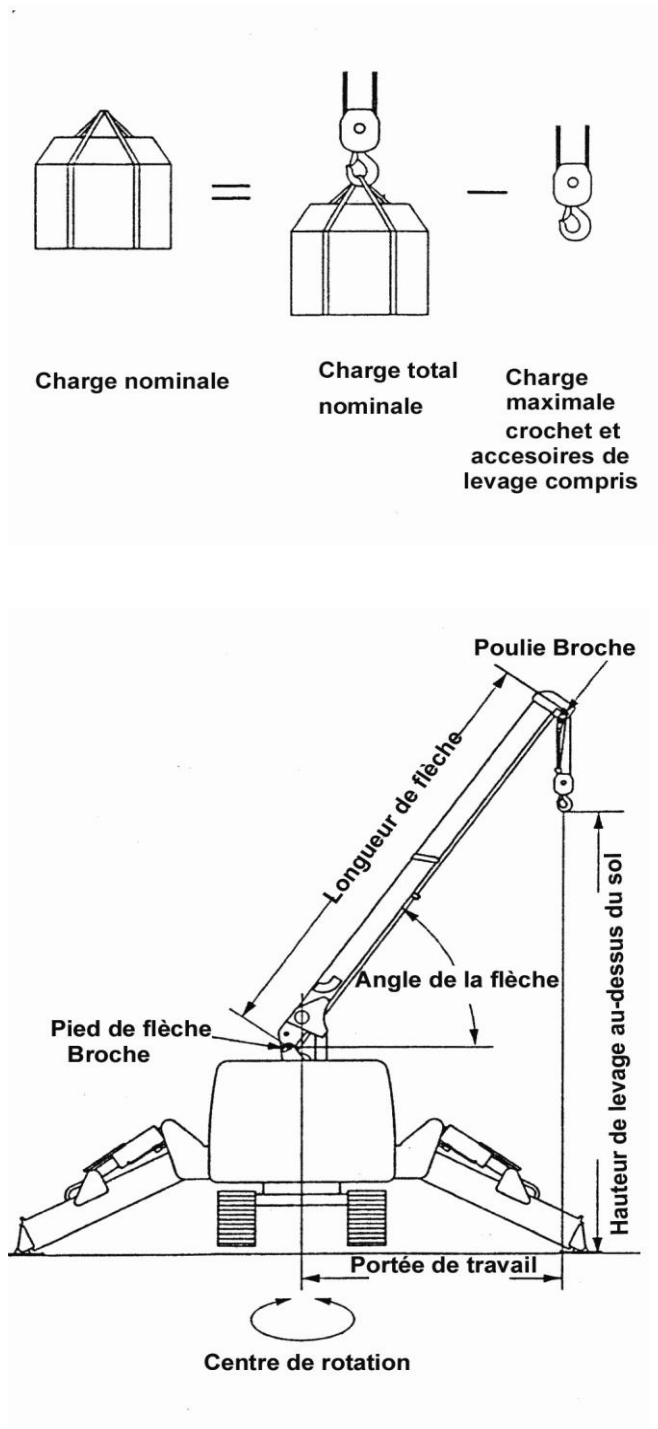 Charge nominale
Charge total
nominale
Charge
maximale
crochet et
accesoires de
levage compris
Poulie Broche
Longueur de flèche
Hauteur de levage au-dessus du sol
Angle de la flèche
Pied de flèche
Broche
Portée de travail
Centre de rotation